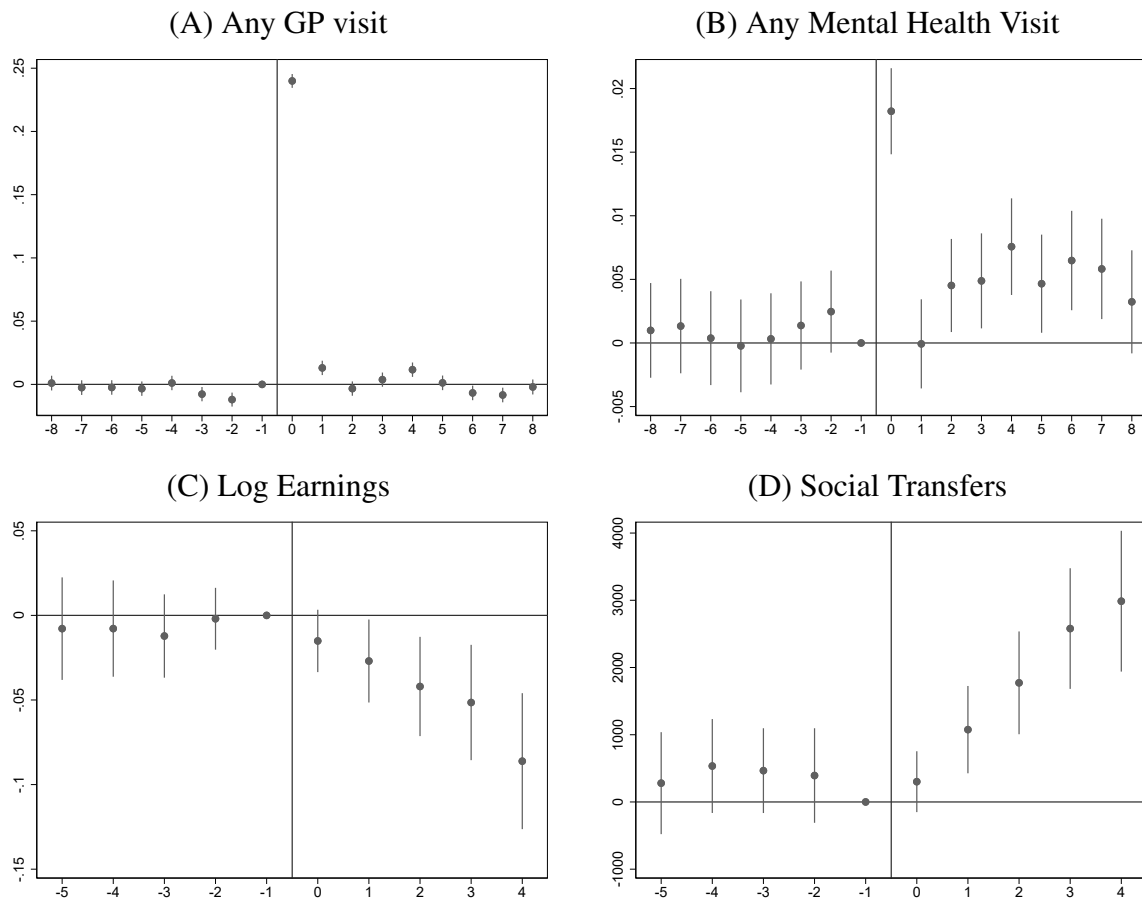 (A) Any GP visit
.25
.2
.15
.1
.05
0
-8 -7 -6 -5 -4 -3 -2 -1 0 1 2 3 4 5 6 7 8
(B) Any Mental Health Visit
.02
.015
.01
.005
0
-.005
-8 -7 -6 -5 -4 -3 -2 -1 0 1 2 3 4 5 6 7 8
(C) Log Earnings
.05
0
-.05
-.1
-.15
-5 -4 -3 -2 -1 0 1 2 3 4
(D) Social Transfers
4000
3000
2000
1000
0
-1000
-5 -4 -3 -2 -1 0 1 2 3 4